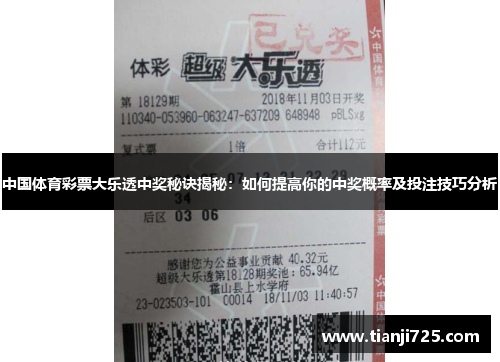 已兑奖
体彩 超级大乐透
第 18129期 2018年11月03日开奖
110340-053960-063247-637209 648948 pBLSxg
复式票 1倍 合计112元
中国体育彩票大乐透中奖秘诀揭秘：如何提高你的中奖概率及投注技巧分析
34
后区 03 06
感谢您为公益事业贡献 40.32元
超级大乐透第18128期奖池：65.94亿
霍山县上水学府
23-023503-101 C0014 18/11/03 11:40:57
www.tianji725.com